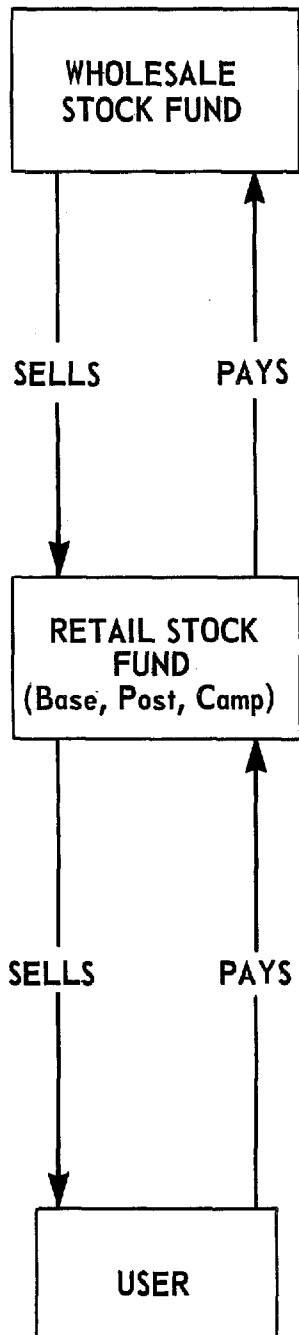 WHOLESALE
STOCK FUND
SELLS
PAYS
RETAIL STOCK
FUND
(Base, Post, Camp)
SELLS
PAYS
USER